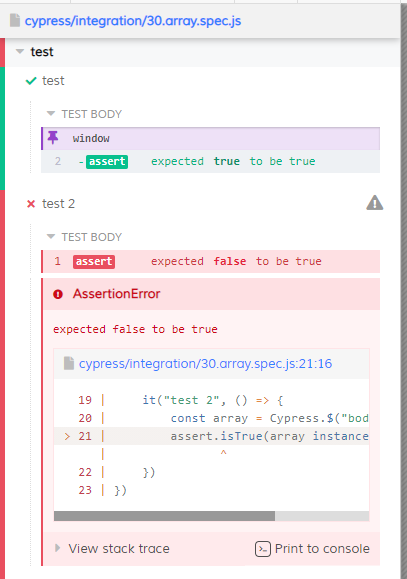 cypress/integration/30.array.spec.js
test
test
TEST BODY
window
2 -assert expected true to be true
test 2
TEST BODY
1 assert expected false to be true
AssertionError
expected false to be true
cypress/integration/30.array.spec.js:21:16
19 | it("test 2", () => {
20 | const array = Cypress.$("bod
> 21 | assert.isTrue(array instance
| ^
22 | })
23 | })
View stack trace Print to console